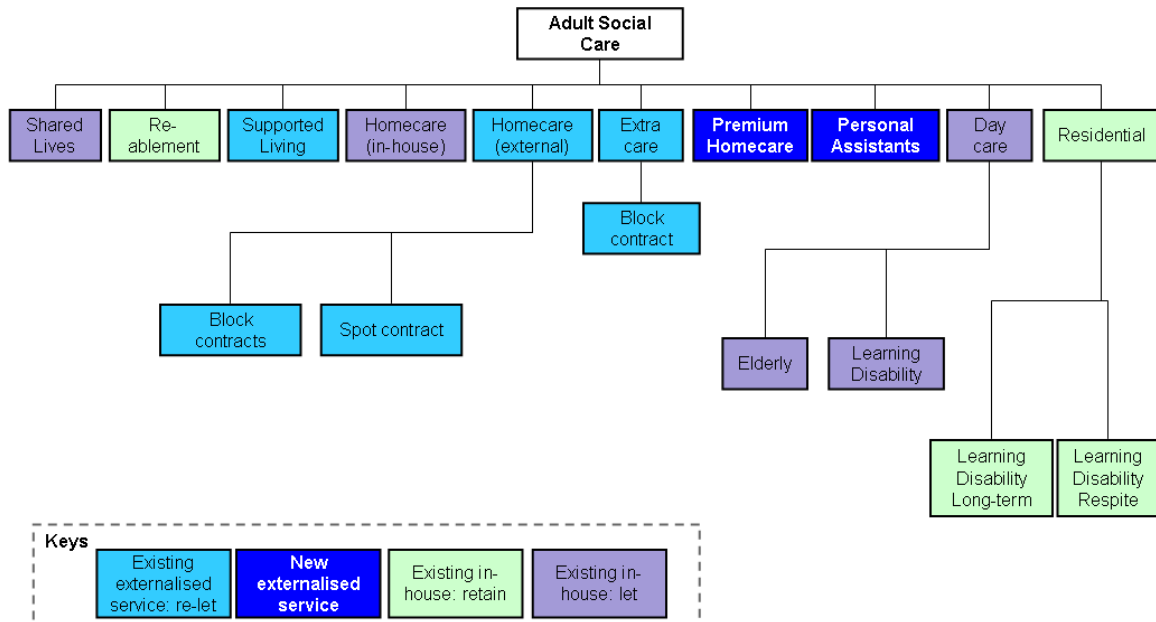 Adult Social
Care
Shared
Lives
Re-
ablement
Supported
Living
Homecare
(in-house)
Homecare
(external)
Extra
care
Premium
Homecare
Personal
Assistants
Day
care
Residential
Block
contract
Block
contracts
Spot contract
Elderly
Learning
Disability
Learning
Disability
Long-term
Learning
Disability
Respite
Keys
Existing
externalised
service: re-let
New
externalised
service
Existing in-
house: retain
Existing in-
house: let